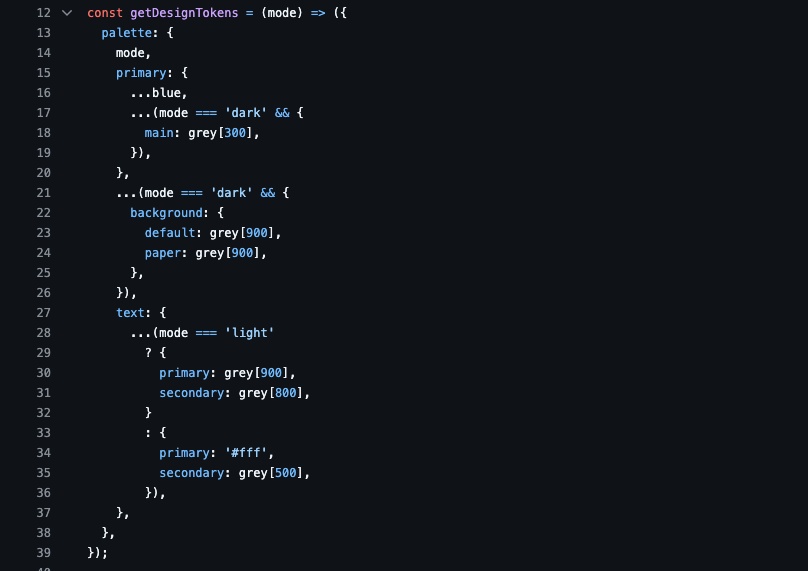 12 const getDesignTokens = (mode) => ({
13   palette: {
14     mode,
15     primary: {
16       ...blue,
17       ...(mode === 'dark' && {
18         main: grey[300],
19       }),
20     },
21     ...(mode === 'dark' && {
22       background: {
23         default: grey[900],
24         paper: grey[900],
25       },
26     }),
27     text: {
28       ...(mode === 'light'
29         ? {
30           primary: grey[900],
31           secondary: grey[800],
32         }
33         : {
34           primary: '#fff',
35           secondary: grey[500],
36         }),
37     },
38   },
39 });